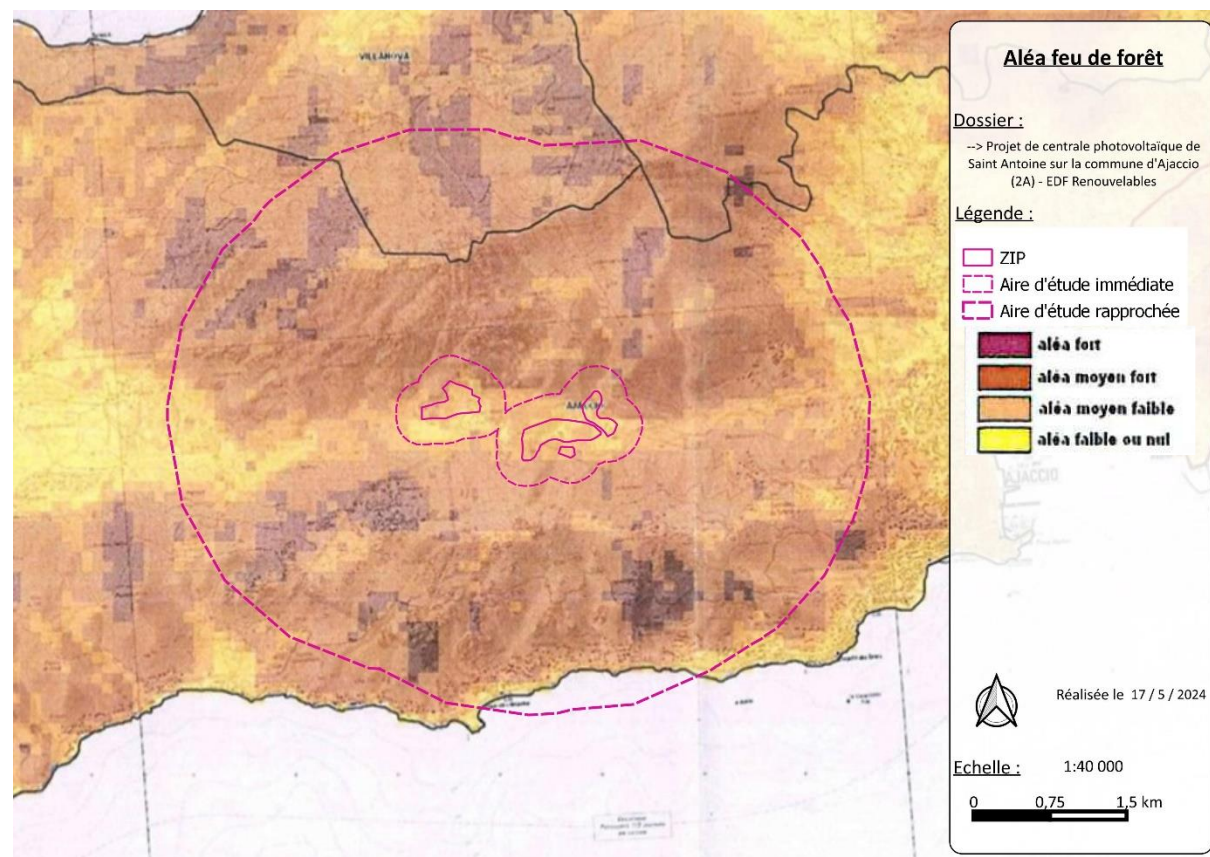 VILLANOVA
AJACCIO
Aléa feu de forêt
Dossier :
--> Projet de centrale photovoltaïque de
Saint Antoine sur la commune d'Ajaccio
(2A) - EDF Renouvelables
Légende :
ZIP
Aire d'étude immédiate
Aire d'étude rapprochée
aléa fort
aléa moyen fort
aléa moyen faible
aléa faible ou nul
AJACCIO
Réalisée le 17 / 5 / 2024
Echelle :
1:40 000
0
0,75
1,5 km